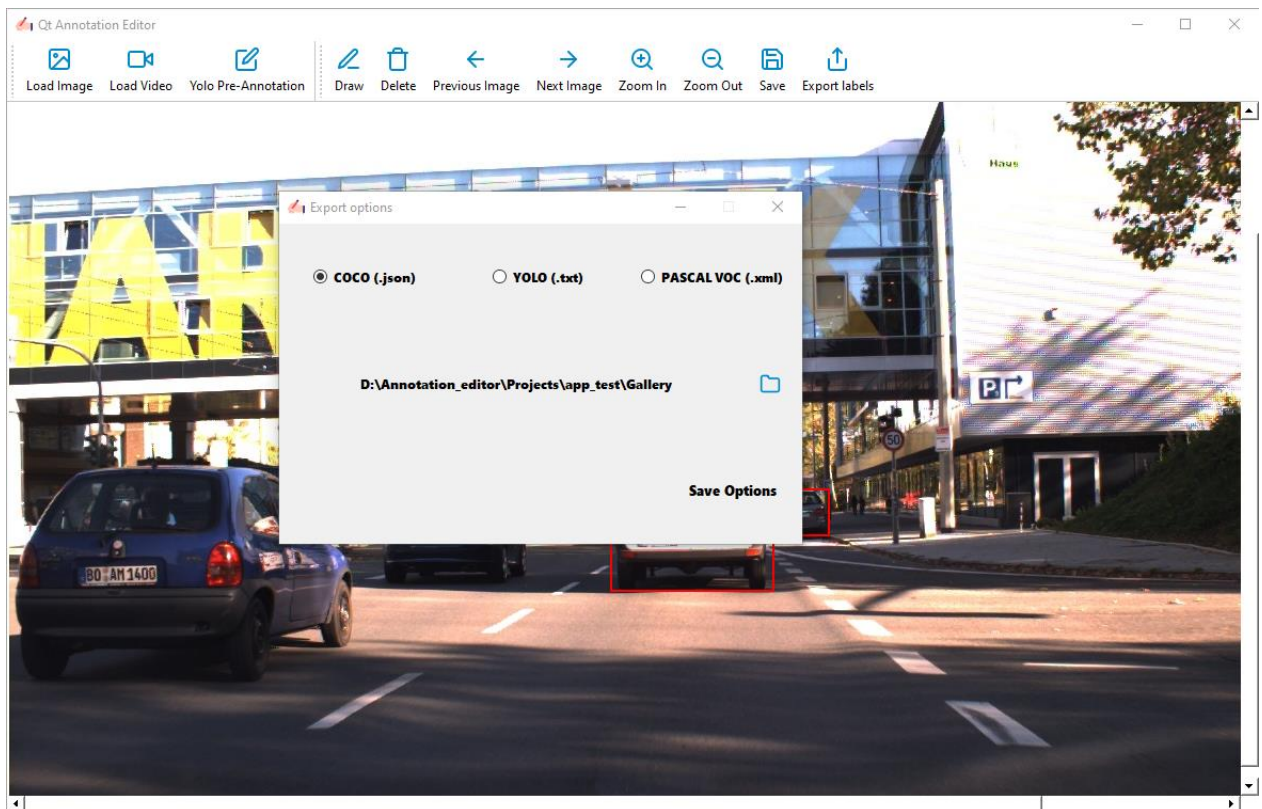 Qt Annotation Editor
Load Image Load Video Yolo Pre-Annotation Draw Delete Previous Image Next Image Zoom In Zoom Out Save Export labels
Haus
Export options
COCO (.json) YOLO (.txt) PASCAL VOC (.xml)
D:\Annotation_editor\Projects\app_test\Gallery
P
50
Save Options
BO AM 1400